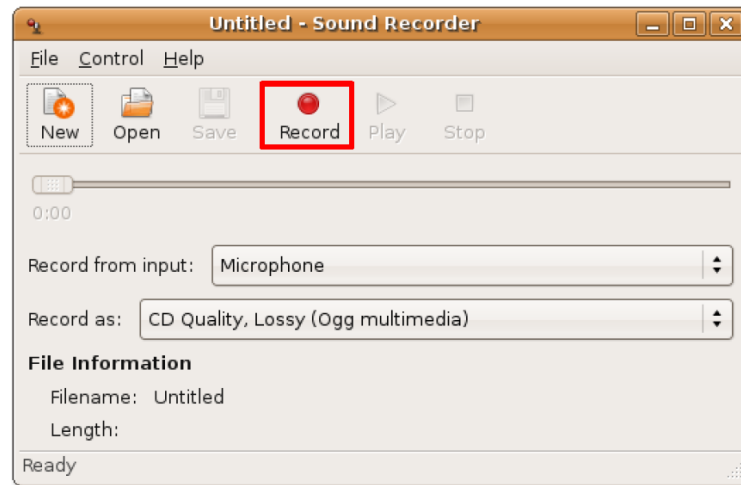 Untitled - Sound Recorder
File Control Help
New Open Save Record Play Stop
0:00
Record from input: Microphone
Record as: CD Quality, Lossy (Ogg multimedia)
File Information
Filename: Untitled
Length:
Ready